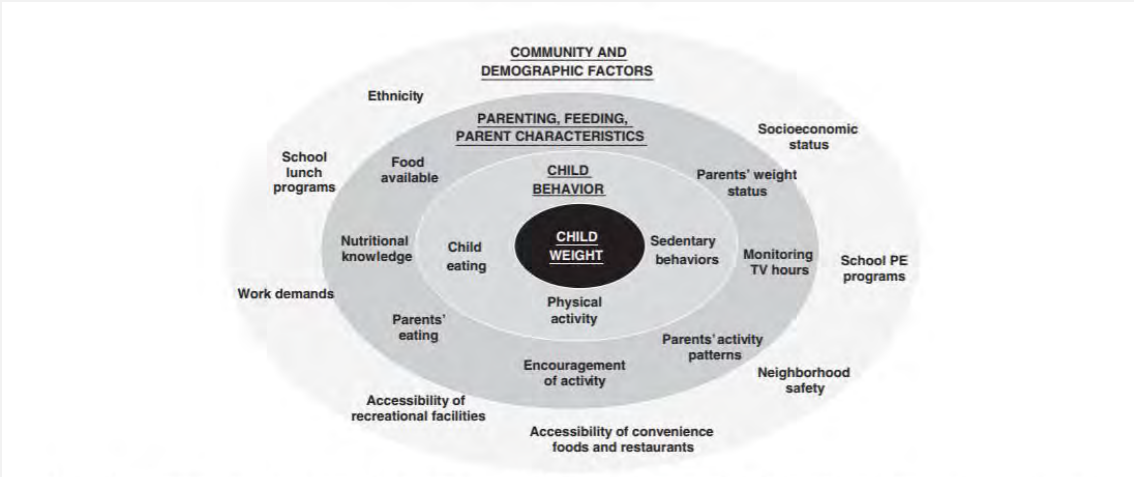 COMMUNITY AND
DEMOGRAPHIC FACTORS
Ethnicity
PARENTING, FEEDING,
PARENT CHARACTERISTICS
Socioeconomic
status
School
lunch
programs
Food
available
CHILD
BEHAVIOR
Parents' weight
status
Nutritional
knowledge
Child
eating
CHILD
WEIGHT
Sedentary
behaviors
Monitoring
TV hours
School PE
programs
Work demands
Physical
activity
Parents'
eating
Parents' activity
patterns
Encouragement
of activity
Neighborhood
safety
Accessibility of
recreational facilities
Accessibility of convenience
foods and restaurants